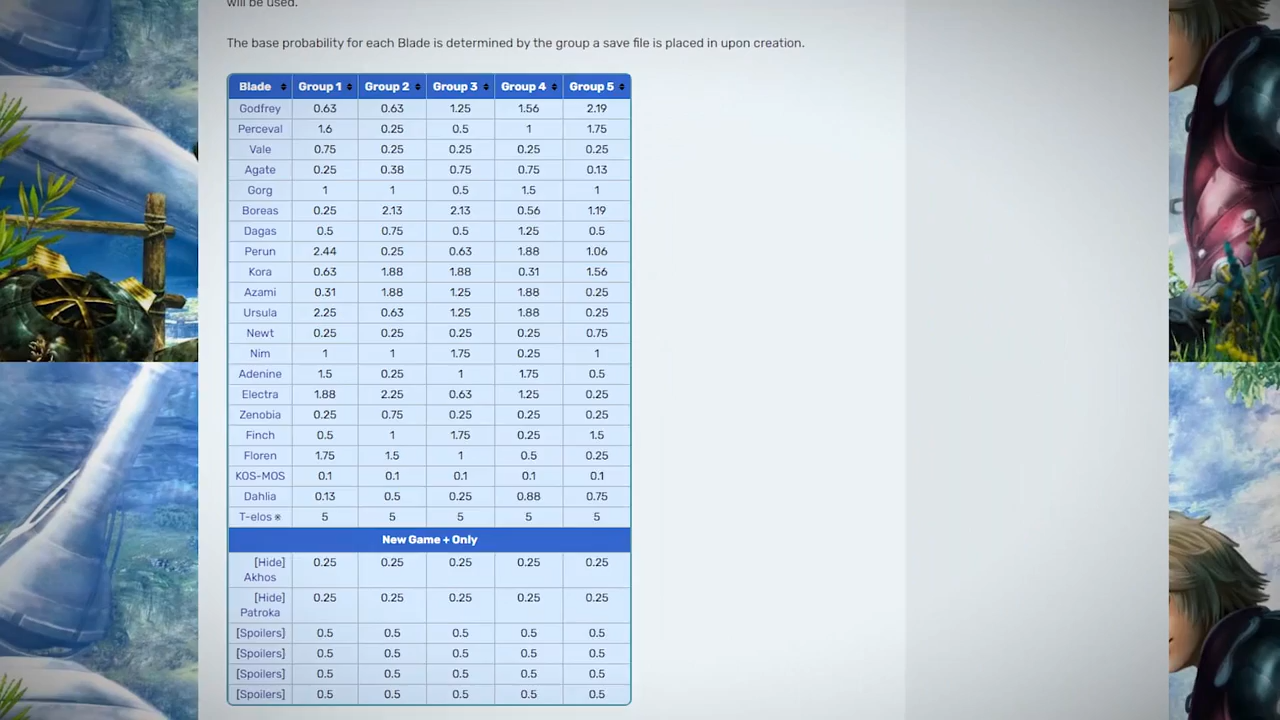 will be used.
The base probability for each Blade is determined by the group a save file is placed in upon creation.
Blade Group 1 Group 2 Group 3 Group 4 Group 5
Godfrey 0.63 0.63 1.25 1.56 2.19
Perceval 1.6 0.25 0.5 1 1.75
Vale 0.75 0.25 0.25 0.25 0.25
Agate 0.25 0.38 0.75 0.75 0.13
Gorg 1 1 0.5 1.5 1
Boreas 0.25 2.13 2.13 0.56 1.19
Dagas 0.5 0.75 0.5 1.25 0.5
Perun 2.44 0.25 0.63 1.88 1.06
Kora 0.63 1.88 1.88 0.31 1.56
Azami 0.31 1.88 1.25 1.88 0.25
Ursula 2.25 0.63 1.25 1.88 0.25
Newt 0.25 0.25 0.25 0.25 0.75
Nim 1 1 1.75 0.25 1
Adenine 1.5 0.25 1 1.75 0.5
Electra 1.88 2.25 0.63 1.25 0.25
Zenobia 0.25 0.75 0.25 0.25 0.25
Finch 0.5 1 1.75 0.25 1.5
Floren 1.75 1.5 1 0.5 0.25
KOS-MOS 0.1 0.1 0.1 0.1 0.1
Dahlia 0.13 0.5 0.25 0.88 0.75
T-elos ※ 5 5 5 5 5
New Game + Only
[Hide] 0.25 0.25 0.25 0.25 0.25
Akhos
[Hide] 0.25 0.25 0.25 0.25 0.25
Patroka
[Spoilers] 0.5 0.5 0.5 0.5 0.5
[Spoilers] 0.5 0.5 0.5 0.5 0.5
[Spoilers] 0.5 0.5 0.5 0.5 0.5
[Spoilers] 0.5 0.5 0.5 0.5 0.5